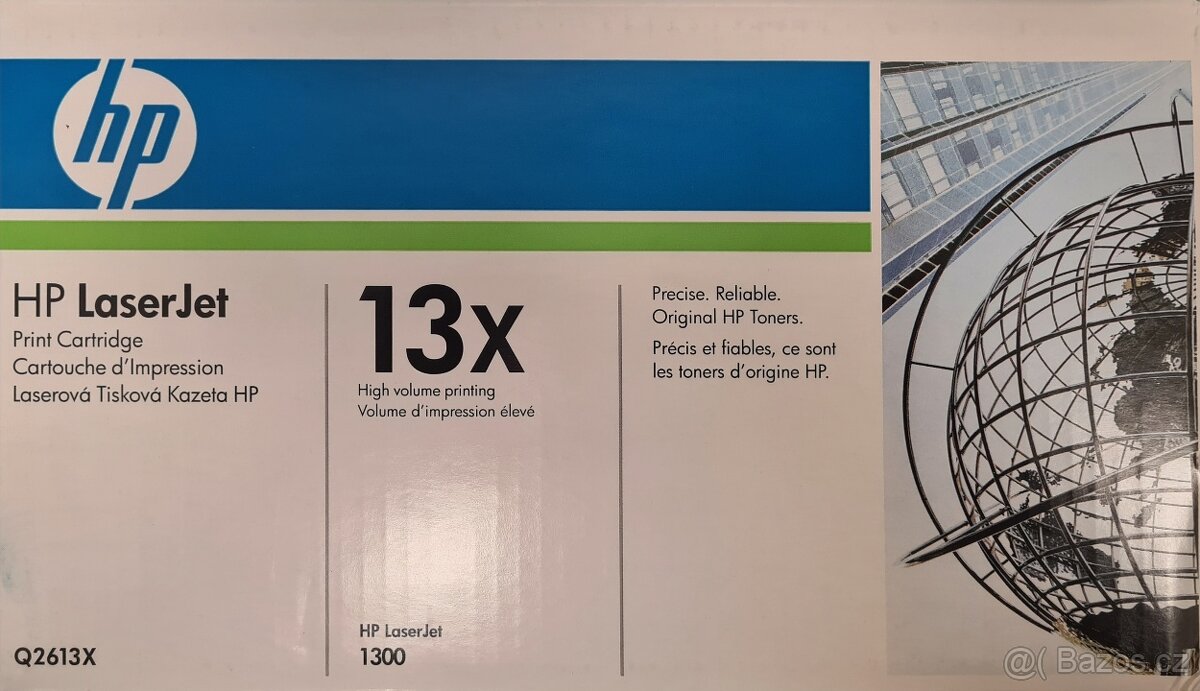 hp
HP LaserJet
Print Cartridge
Cartouche d'Impression
Laserová Tisková Kazeta HP
Q2613X
13x
High volume printing
Volume d'impression élevé
HP LaserJet
1300
Precise. Reliable.
Original HP Toners.
Précis et fiables, ce sont
les toners d'origine HP.
@( Bazos.cz